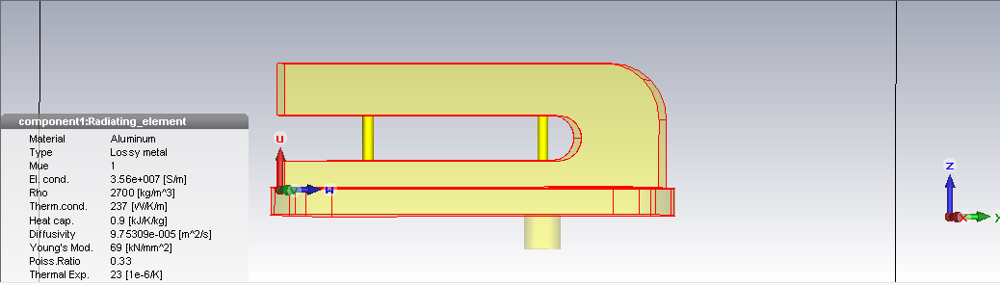 component1:Radiating_element
Material Aluminum
Type Lossy metal
Mue 1
El. cond. 3.56e+007 [S/m]
Rho 2700 [kg/m^3]
Therm.cond. 237 [W/K/m]
Heat cap. 0.9 [kJ/K/kg]
Diffusivity 9.75309e-005 [m^2/s]
Young's Mod. 69 [kN/mm^2]
Poiss.Ratio 0.33
Thermal Exp. 23 [1e-6/K]
U
V W
Z
X Y